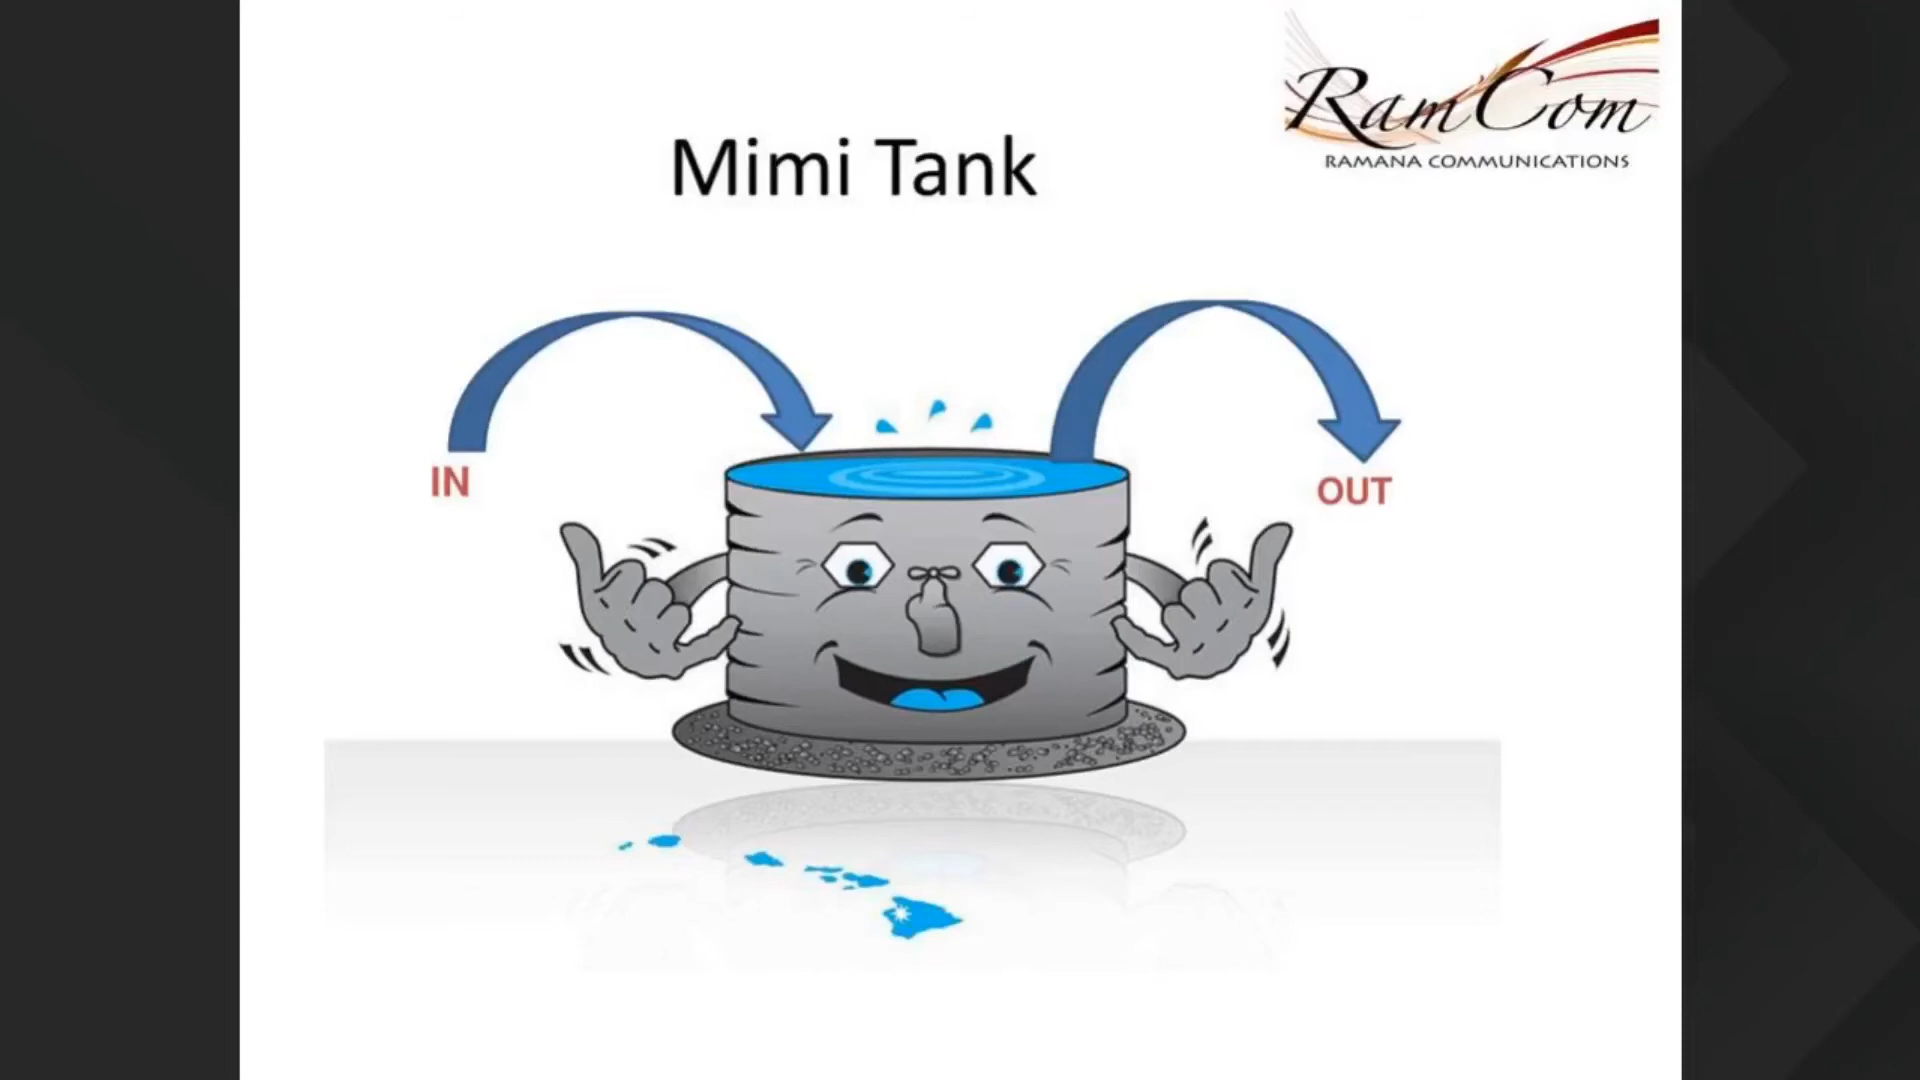 RamCom
RAMANA COMMUNICATIONS
Mimi Tank
IN
OUT